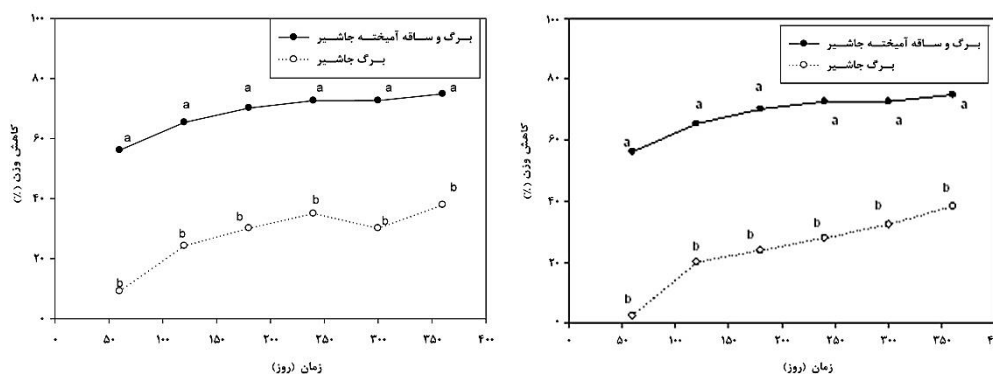 ۱۰۰
برگ و ساقه آمیخته جاشیر
برگ جاشیر
۸۰
۶۰
۴۰
۲۰
۰
کاهش وزن (٪)
a a a a a a
b b b b b b
۰ ۵۰ ۱۰۰ ۱۵۰ ۲۰۰ ۲۵۰ ۳۰۰ ۳۵۰ ۴۰۰
زمان (روز)
۱۰۰
برگ و ساقه آمیخته جاشیر
برگ جاشیر
۸۰
۶۰
۴۰
۲۰
۰
کاهش وزن (٪)
a a a a a a
b b b b b b
۰ ۵۰ ۱۰۰ ۱۵۰ ۲۰۰ ۲۵۰ ۳۰۰ ۳۵۰
زمان (روز)